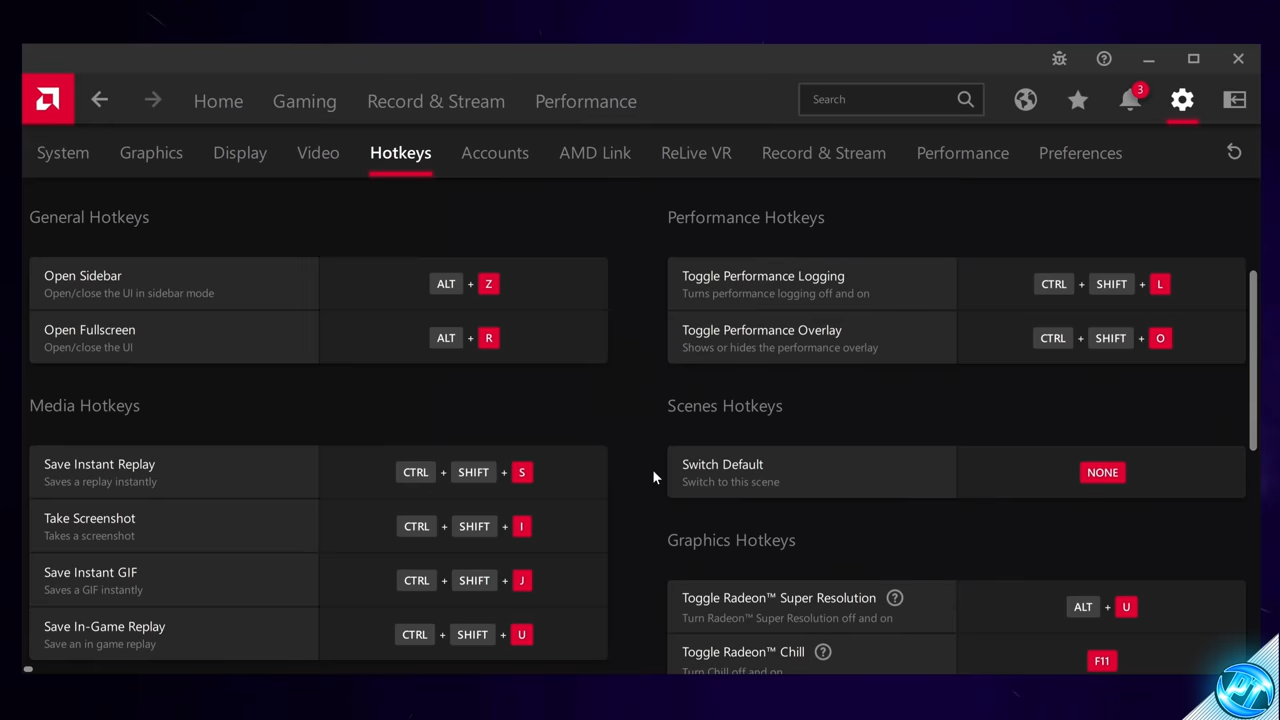 3
Home Gaming Record & Stream Performance Search
System Graphics Display Video Hotkeys Accounts AMD Link ReLive VR Record & Stream Performance Preferences
General Hotkeys
Open Sidebar
Open/close the UI in sidebar mode
ALT + Z
Open Fullscreen
Open/close the UI
ALT + R
Media Hotkeys
Save Instant Replay
Saves a replay instantly
CTRL + SHIFT + S
Take Screenshot
Takes a screenshot
CTRL + SHIFT + I
Save Instant GIF
Saves a GIF instantly
CTRL + SHIFT + J
Save In-Game Replay
Save an in game replay
CTRL + SHIFT + U
Performance Hotkeys
Toggle Performance Logging
Turns performance logging off and on
CTRL + SHIFT + L
Toggle Performance Overlay
Shows or hides the performance overlay
CTRL + SHIFT + O
Scenes Hotkeys
Switch Default
Switch to this scene
NONE
Graphics Hotkeys
Toggle Radeon™ Super Resolution ?
Turn Radeon™ Super Resolution off and on
ALT + U
Toggle Radeon™ Chill ?
Turn Chill off and on
F11
PT